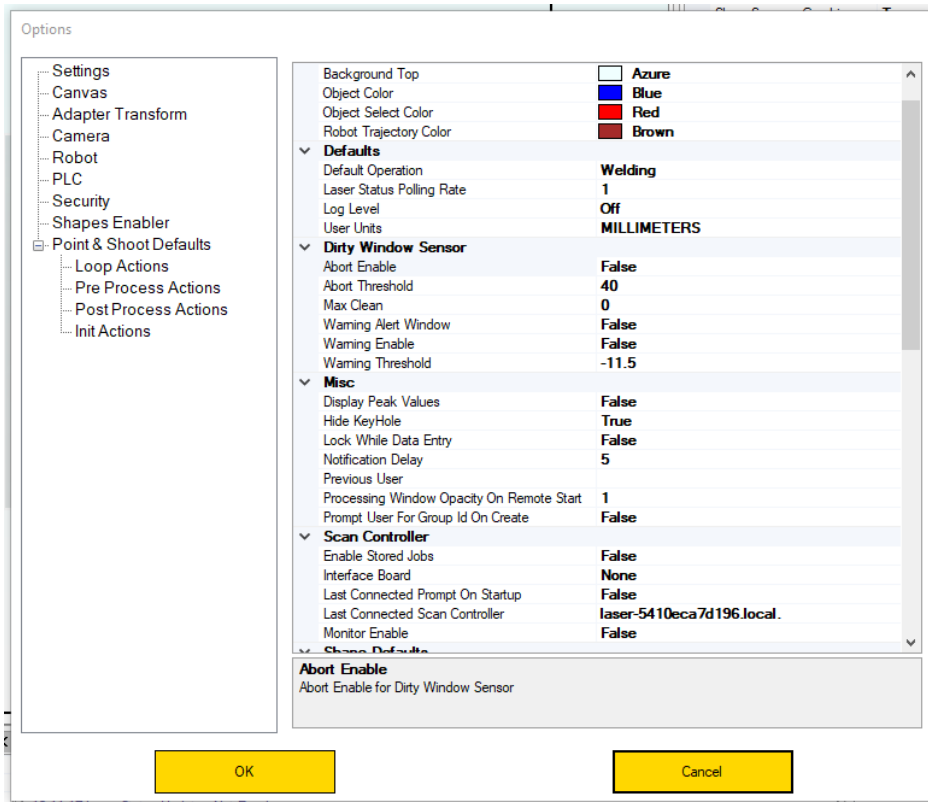 Options
Settings
Canvas
Adapter Transform
Camera
Robot
PLC
Security
Shapes Enabler
Point & Shoot Defaults
Loop Actions
Pre Process Actions
Post Process Actions
Init Actions
Background Top Azure
Object Color Blue
Object Select Color Red
Robot Trajectory Color Brown
Defaults
Default Operation Welding
Laser Status Polling Rate 1
Log Level Off
User Units MILLIMETERS
Dirty Window Sensor
Abort Enable False
Abort Threshold 40
Max Clean 0
Warning Alert Window False
Warning Enable False
Warning Threshold -11.5
Misc
Display Peak Values False
Hide KeyHole True
Lock While Data Entry False
Notification Delay 5
Previous User
Processing Window Opacity On Remote Start 1
Prompt User For Group Id On Create False
Scan Controller
Enable Stored Jobs False
Interface Board None
Last Connected Prompt On Startup False
Last Connected Scan Controller laser-5410eca7d196.local.
Monitor Enable False
Shape Defaults
Abort Enable
Abort Enable for Dirty Window Sensor
OK
Cancel